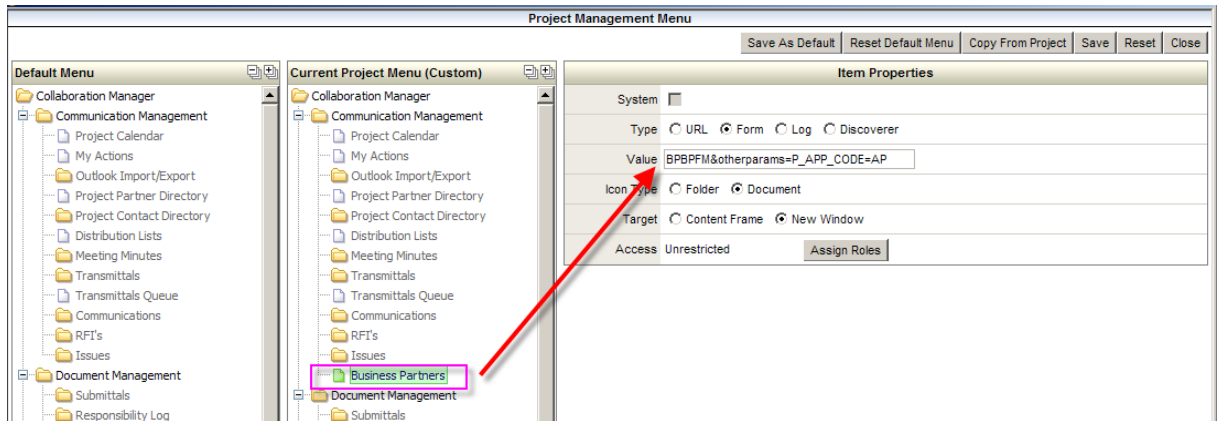 Project Management Menu
Save As Default Reset Default Menu Copy From Project Save Reset Close
Default Menu
Collaboration Manager
Communication Management
Project Calendar
My Actions
Outlook Import/Export
Project Partner Directory
Project Contact Directory
Distribution Lists
Meeting Minutes
Transmittals
Transmittals Queue
Communications
RFI's
Issues
Document Management
Submittals
Responsibility Log
Current Project Menu (Custom)
Collaboration Manager
Communication Management
Project Calendar
My Actions
Outlook Import/Export
Project Partner Directory
Project Contact Directory
Distribution Lists
Meeting Minutes
Transmittals
Transmittals Queue
Communications
RFI's
Issues
Business Partners
Document Management
Submittals
Item Properties
System
Type URL Form Log Discoverer
Value BPBPFM&otherparams=P_APP_CODE=AP
Icon Type Folder Document
Target Content Frame New Window
Access Unrestricted Assign Roles